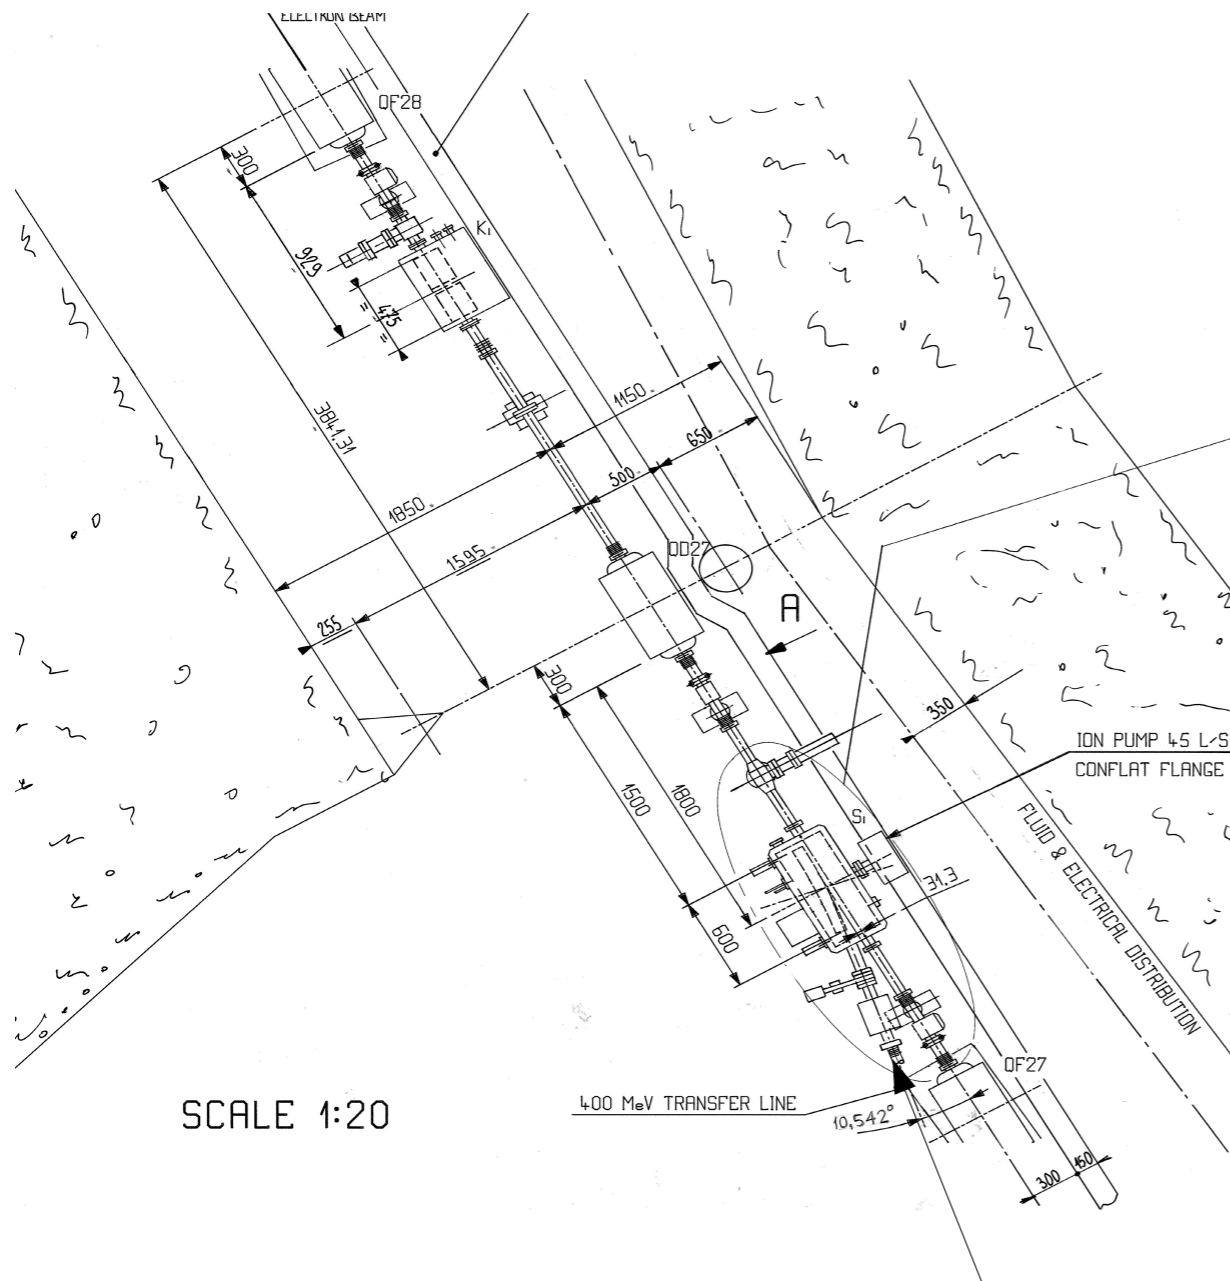 ELECTRON BEAM
QF28
300
K1
929
475
=
=
3841.31
1150
650
1850
500
1595
QD27
255
A
300
350
ION PUMP 45 L/S
CONFLAT FLANGE
1500
1800
S1
31.3
FLUID & ELECTRICAL DISTRIBUTION
600
QF27
SCALE 1:20
400 MeV TRANSFER LINE
10,542°
300
150